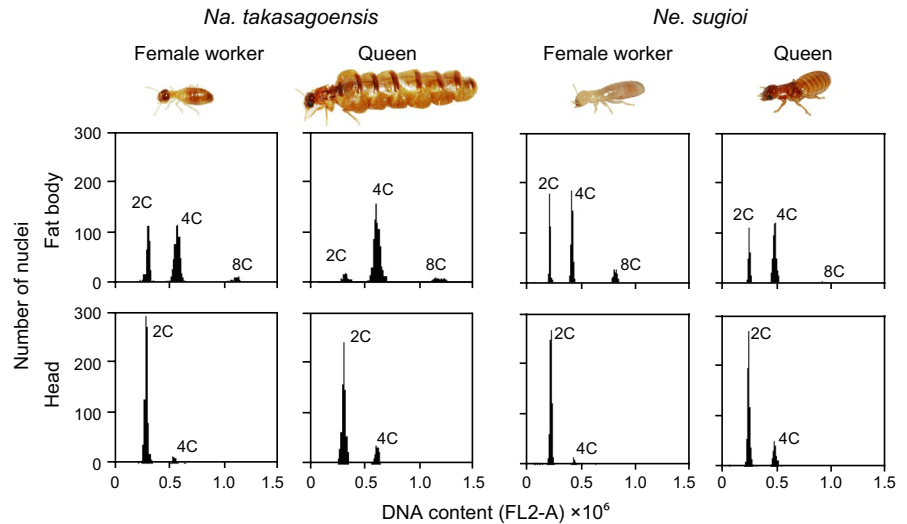 Na. takasagoensis
Ne. sugioi
Female worker
Queen
Female worker
Queen
Number of nuclei
Fat body
300
200
100
0
2C
4C
8C
2C
4C
8C
2C
4C
8C
2C
4C
8C
Head
300
200
100
0
2C
4C
2C
4C
2C
4C
2C
4C
0 0.5 1.0 1.5
0 0.5 1.0 1.5
0 0.5 1.0 1.5
0 0.5 1.0 1.5
DNA content (FL2-A) ×10⁶